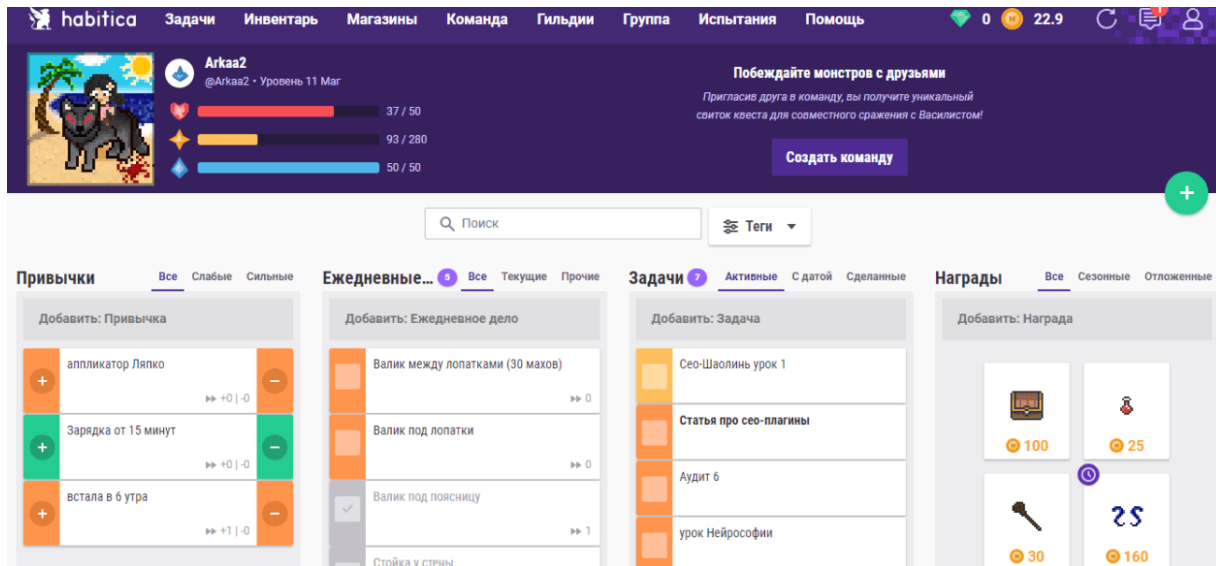 habitica Задачи Инвентарь Магазины Команда Гильдии Группа Испытания Помощь 0 22.9
Arkaa2
@Arkaa2 • Уровень 11 Маг
37 / 50
93 / 280
50 / 50
Побеждайте монстров с друзьями
Пригласив друга в команду, вы получите уникальный
свиток квеста для совместного сражения с Василистом!
Создать команду
Поиск
Теги
Привычки Все Слабые Сильные
Добавить: Привычка
аппликатор Ляпко
+0 | -0
Зарядка от 15 минут
+0 | -0
встала в 6 утра
+1 | -0
Ежедневные... 5 Все Текущие Прочие
Добавить: Ежедневное дело
Валик между лопатками (30 махов)
0
Валик под лопатки
0
Валик под поясницу
1
Стойка у стены
Задачи 7 Активные С датой Сделанные
Добавить: Задача
Сео-Шаолинь урок 1
Статья про сео-плагины
Аудит 6
урок Нейрософии
Награды Все Сезонные Отложенные
Добавить: Награда
100
25
30
160